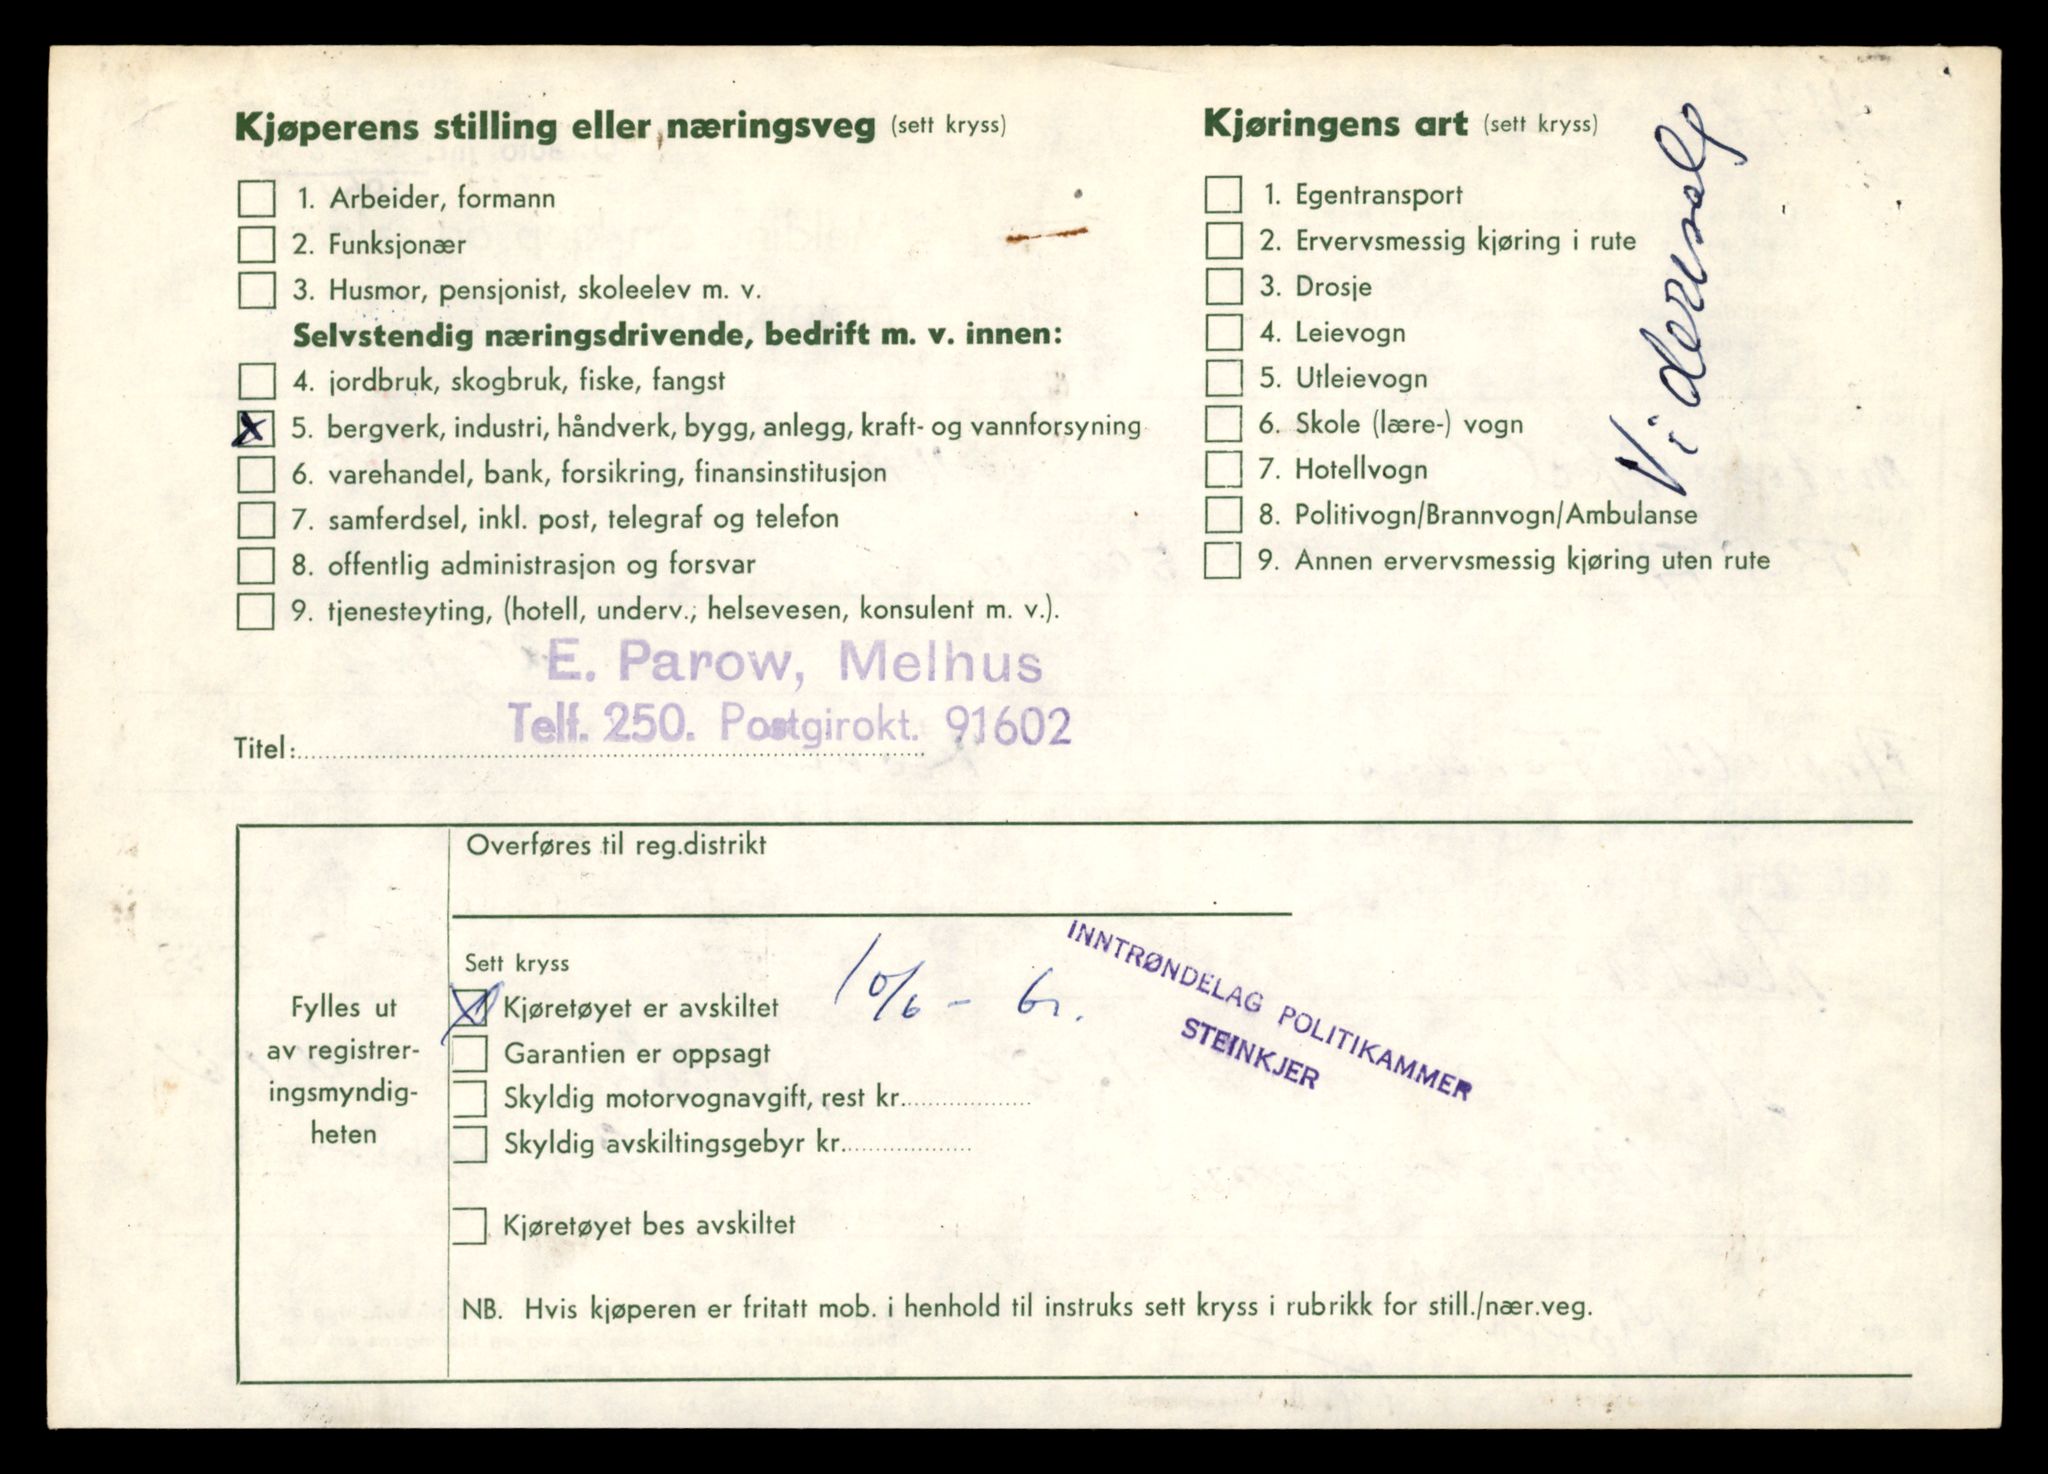 Kjøperens stilling eller næringsveg (sett kryss)
1. Arbeider, formann
2. Funksjonær
3. Husmor, pensjonist, skoleelev m. v.
Selvstendig næringsdrivende, bedrift m. v. innen:
4. jordbruk, skogbruk, fiske, fangst
5. bergverk, industri, håndverk, bygg, anlegg, kraft- og vannforsyning
6. varehandel, bank, forsikring, finansinstitusjon
7. samferdsel, inkl. post, telegraf og telefon
8. offentlig administrasjon og forsvar
9. tjenesteyting, (hotell, underv.; helsevesen, konsulent m. v.).
E. Parow, Melhus
Telf. 250. Postgirokt. 91602
Titel:
Kjøringens art (sett kryss)
1. Egentransport
2. Ervervsmessig kjøring i rute
3. Drosje
4. Leievogn
5. Utleievogn
6. Skole (lære-) vogn
7. Hotellvogn
8. Politivogn/Brannvogn/Ambulanse
9. Annen ervervsmessig kjøring uten rute
Videresalg
Fylles ut
av registrer-
ingsmyndig-
heten
Overføres til reg.distrikt
Sett kryss
Kjøretøyet er avskiltet 10/6 -
Garantien er oppsagt
Skyldig motorvognavgift, rest kr.
Skyldig avskiltingsgebyr kr.
Kjøretøyet bes avskiltet
INNTRØNDELAG POLITIKAMMER
STEINKJER
NB. Hvis kjøperen er fritatt mob. i henhold til instruks sett kryss i rubrikk for still./nær.veg.